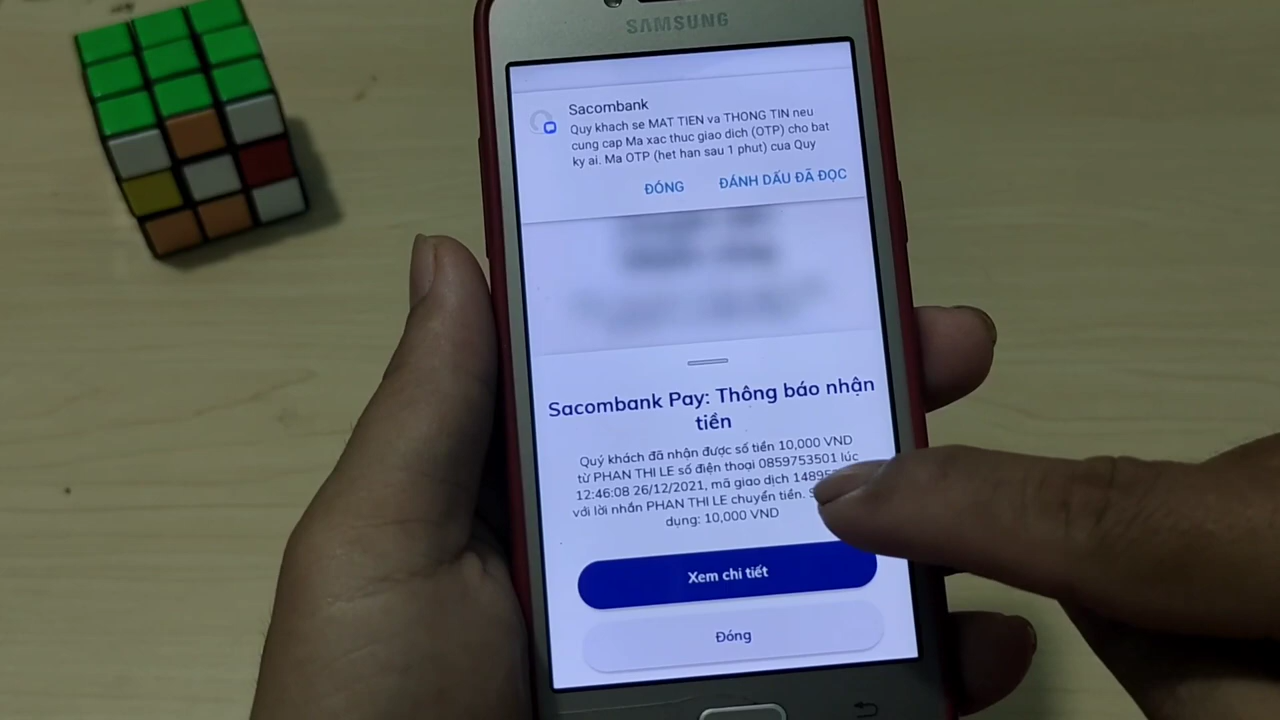 SAMSUNG
Sacombank
Quy khach se MAT TIEN va THONG TIN neu
cung cap Ma xac thuc giao dich (OTP) cho bat
ky ai. Ma OTP (het han sau 1 phut) cua Quy
ĐÓNG ĐÁNH DẤU ĐÃ ĐỌC
Sacombank Pay: Thông báo nhận
tiền
Quý khách đã nhận được số tiền 10,000 VND
từ PHAN THI LE số điện thoại 0859753501 lúc
12:46:08 26/12/2021, mã giao dịch
với lời nhắn PHAN THI LE chuyển tiền.
dụng: 10,000 VND
Xem chi tiết
Đóng